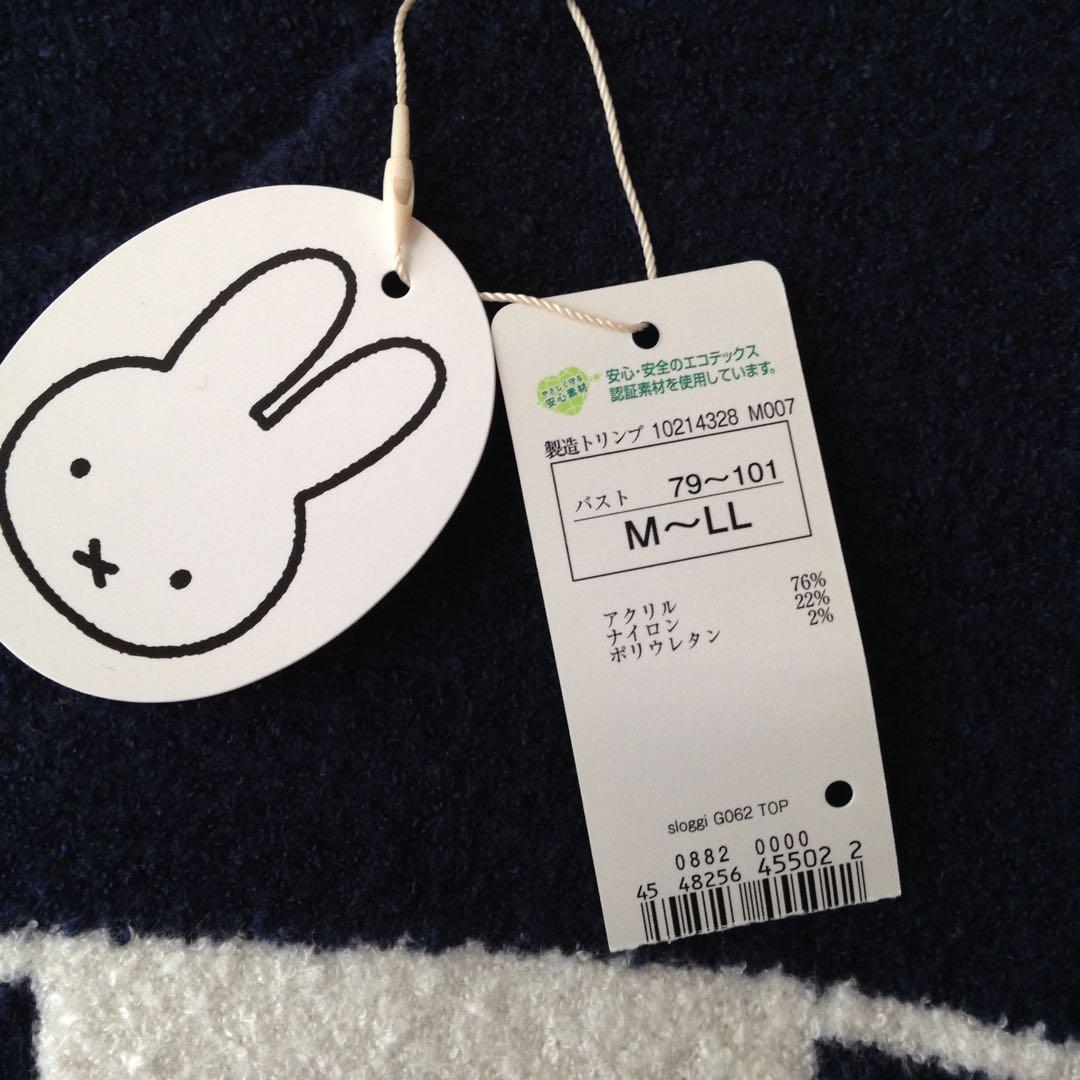 やさしく守る
安心素材
安心・安全のエコテックス
認証素材を使用しています。
製造トリンプ 10214328 M007
バスト 79～101
M～LL
アクリル 76%
ナイロン 22%
ポリウレタン 2%
sloggi G062 TOP
0882 0000
45 48256 45502 2